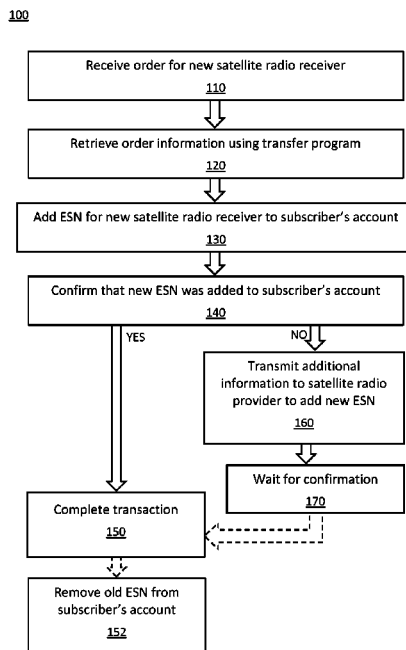 100
Receive order for new satellite radio receiver
110
Retrieve order information using transfer program
120
Add ESN for new satellite radio receiver to subscriber's account
130
Confirm that new ESN was added to subscriber's account
140
YES
NO
Transmit additional
information to satellite radio
provider to add new ESN
160
Wait for confirmation
170
Complete transaction
150
Remove old ESN from
subscriber's account
152